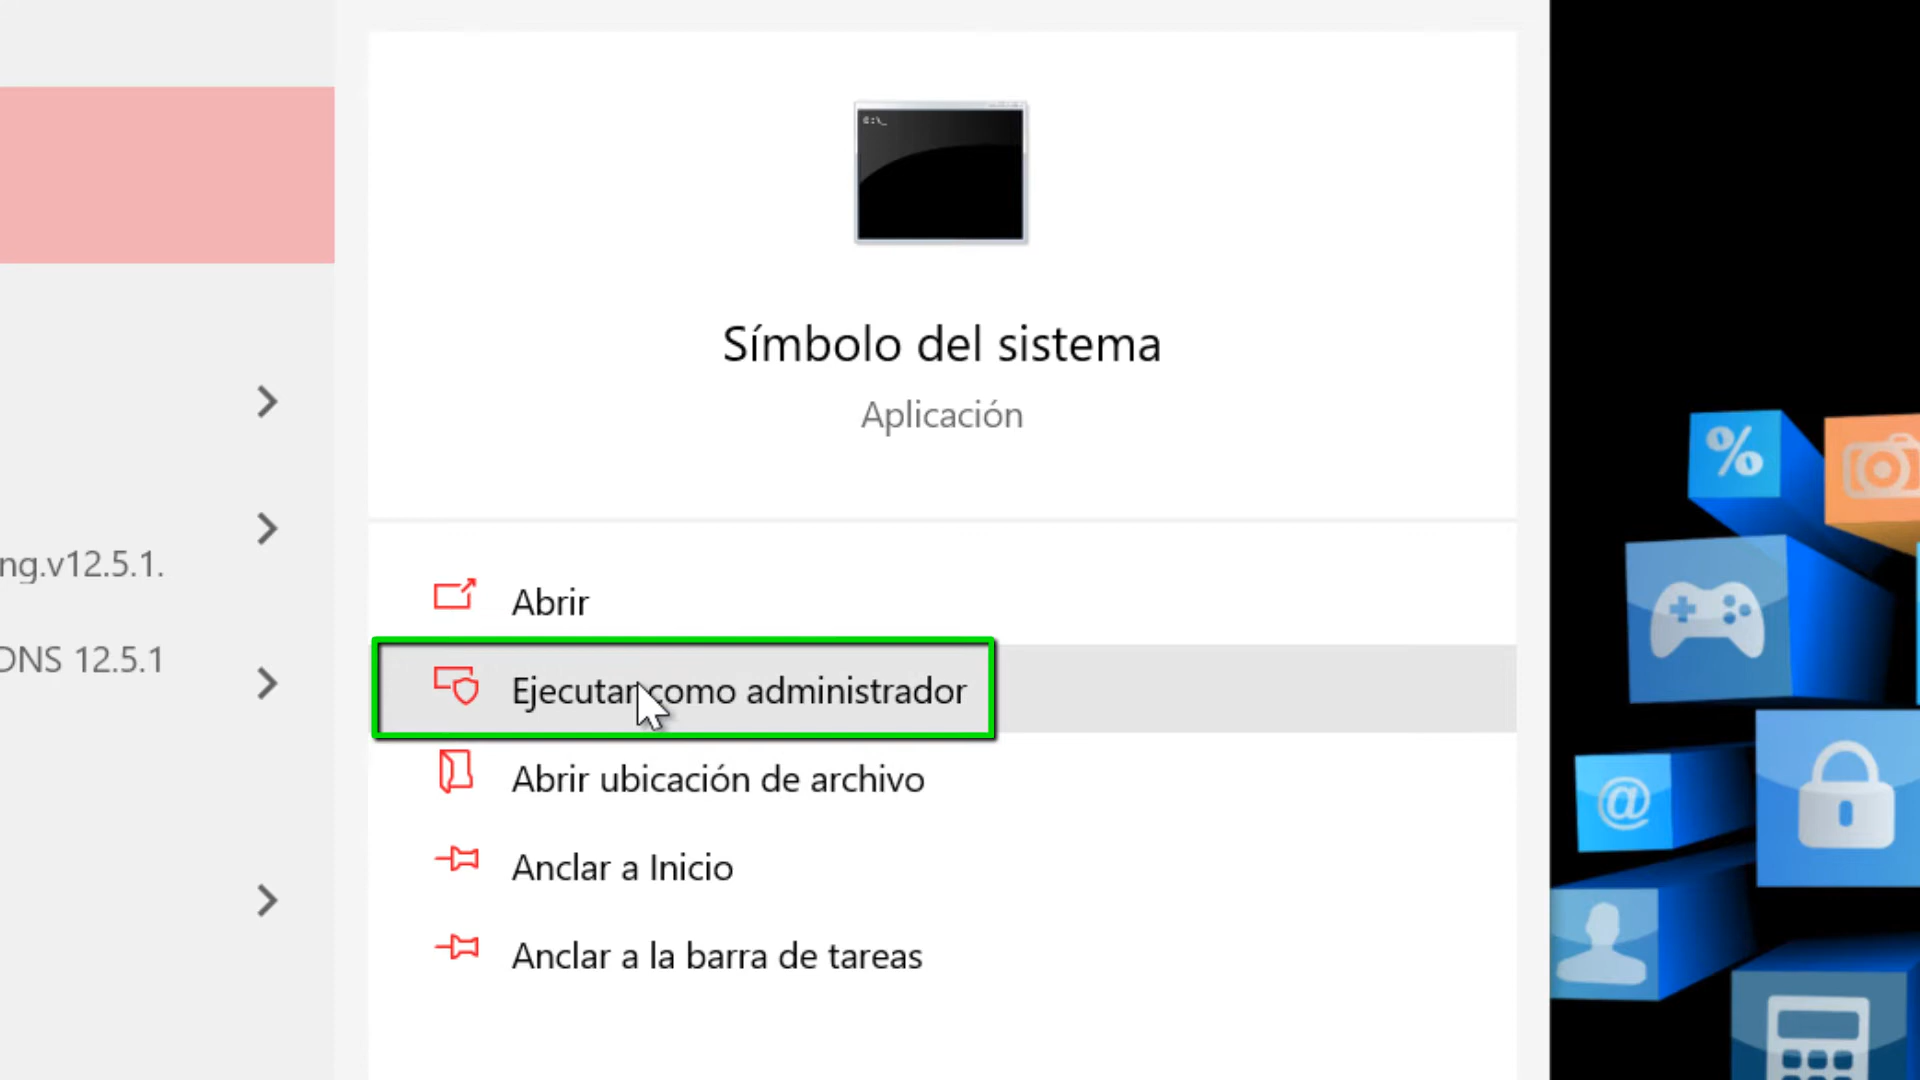 C:\_
Símbolo del sistema
Aplicación
ng.v12.5.1.
DNS 12.5.1
Abrir
Ejecutar como administrador
Abrir ubicación de archivo
Anclar a Inicio
Anclar a la barra de tareas
%
@